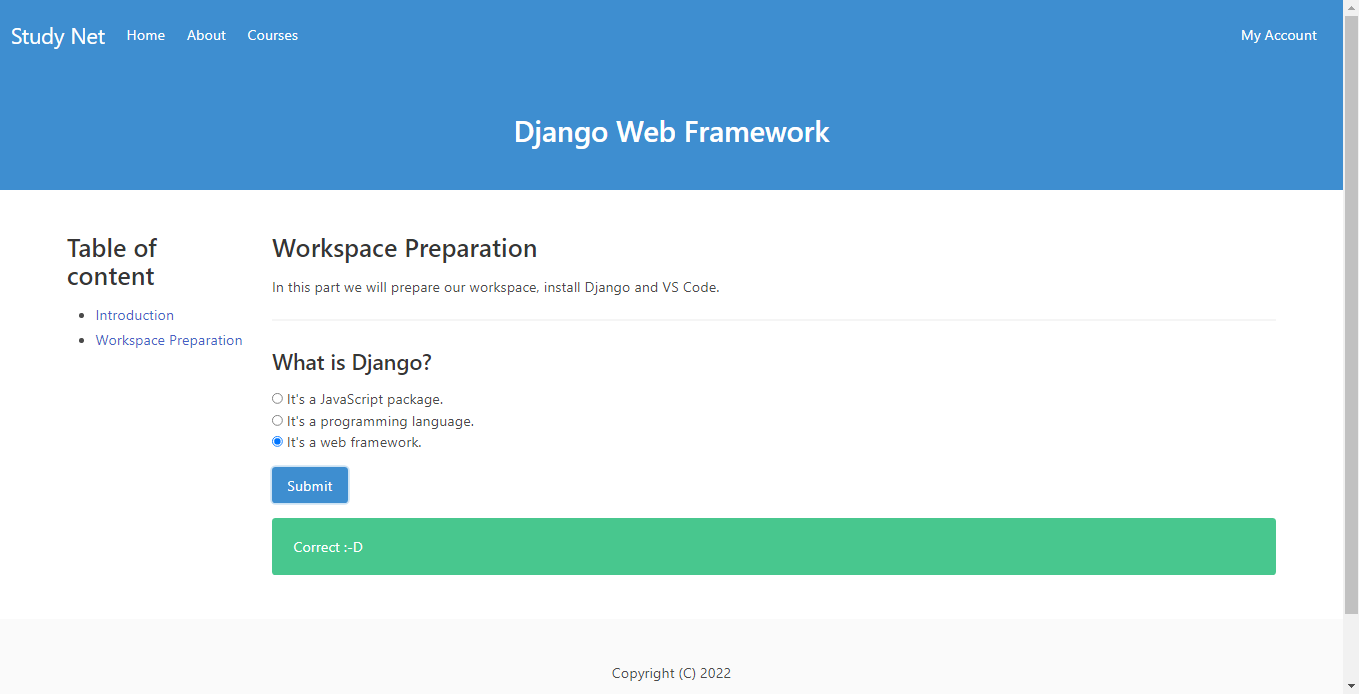 Study Net Home About Courses My Account
Django Web Framework
Table of
content
Introduction
Workspace Preparation
Workspace Preparation
In this part we will prepare our workspace, install Django and VS Code.
What is Django?
It's a JavaScript package.
It's a programming language.
It's a web framework.
Submit
Correct :-D
Copyright (C) 2022